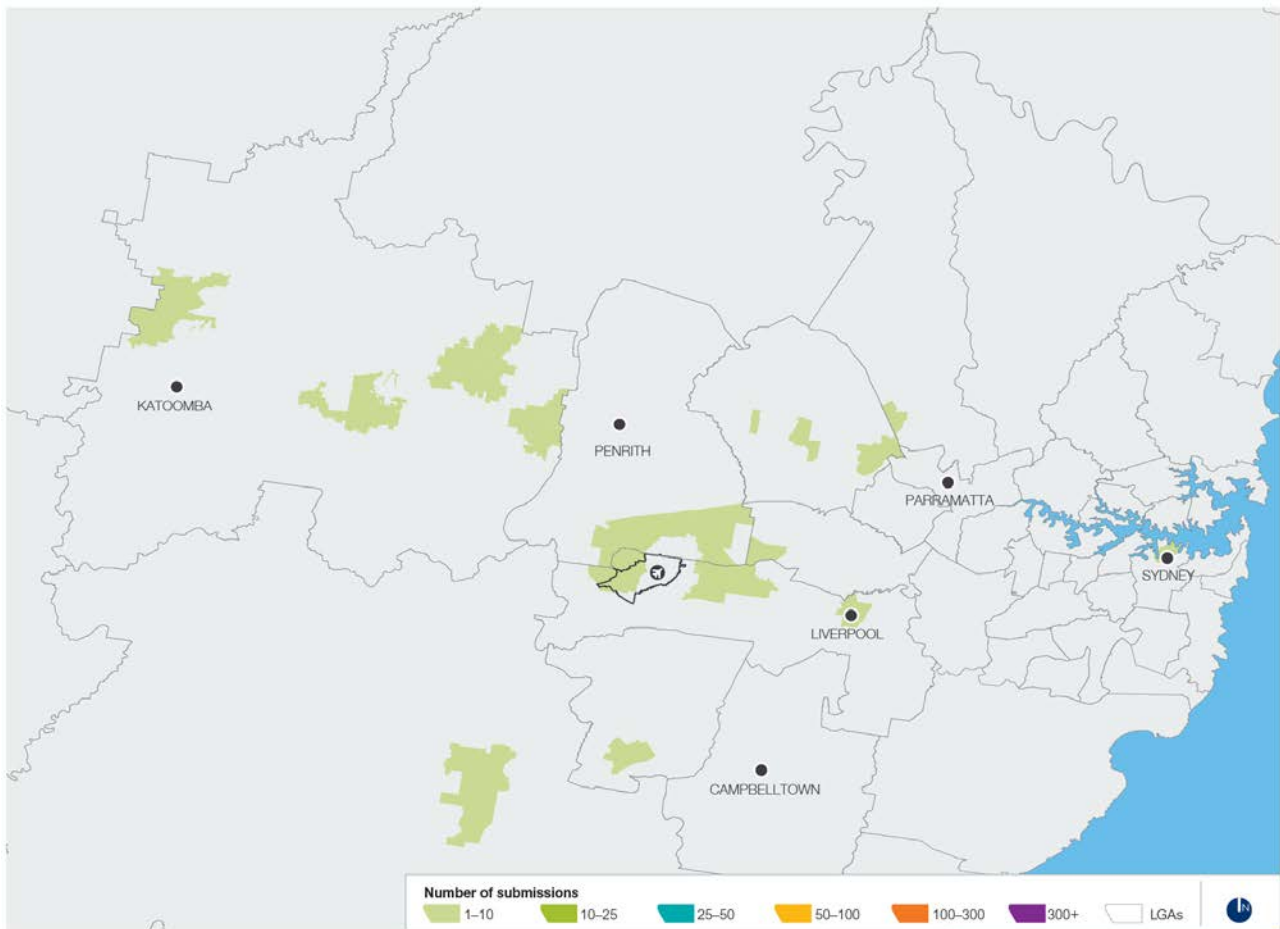 KATOOMBA
PENRITH
PARRAMATTA
SYDNEY
LIVERPOOL
CAMPBELLTOWN
Number of submissions
1–10
10–25
25–50
50–100
100–300
300+
LGAs
N